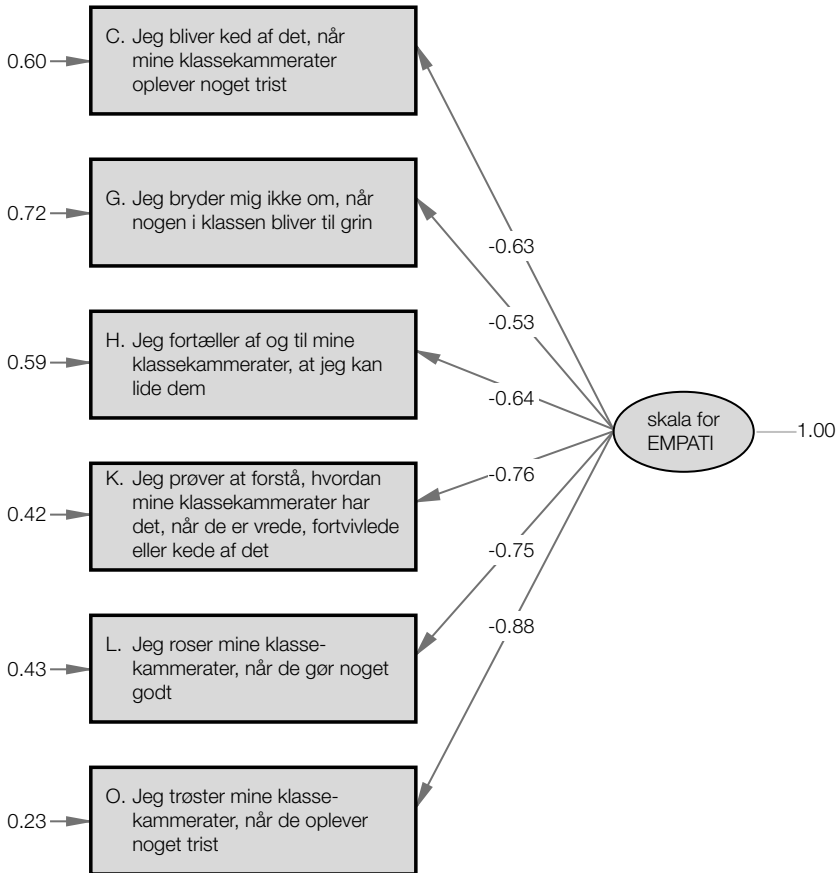 C. Jeg bliver ked af det, når
mine klassekammerater
oplever noget trist
0.60
G. Jeg bryder mig ikke om, når
nogen i klassen bliver til grin
0.72
-0.63
-0.53
H. Jeg fortæller af og til mine
klassekammerater, at jeg kan
lide dem
0.59
-0.64
skala for
EMPATI
1.00
K. Jeg prøver at forstå, hvordan
mine klassekammerater har
det, når de er vrede, fortvivlede
eller kede af det
0.42
-0.76
-0.75
L. Jeg roser mine klasse-
kammerater, når de gør noget
godt
0.43
-0.88
O. Jeg trøster mine klasse-
kammerater, når de oplever
noget trist
0.23